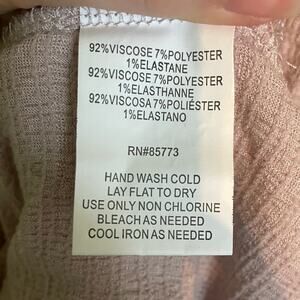 92%VISCOSE 7%POLYESTER
1%ELASTANE
92%VISCOSE 7%POLYESTER
1%ELASTHANNE
92%VISCOSA 7%POLIÉSTER
1%ELASTANO
RN#85773
HAND WASH COLD
LAY FLAT TO DRY
USE ONLY NON CHLORINE
BLEACH AS NEEDED
COOL IRON AS NEEDED